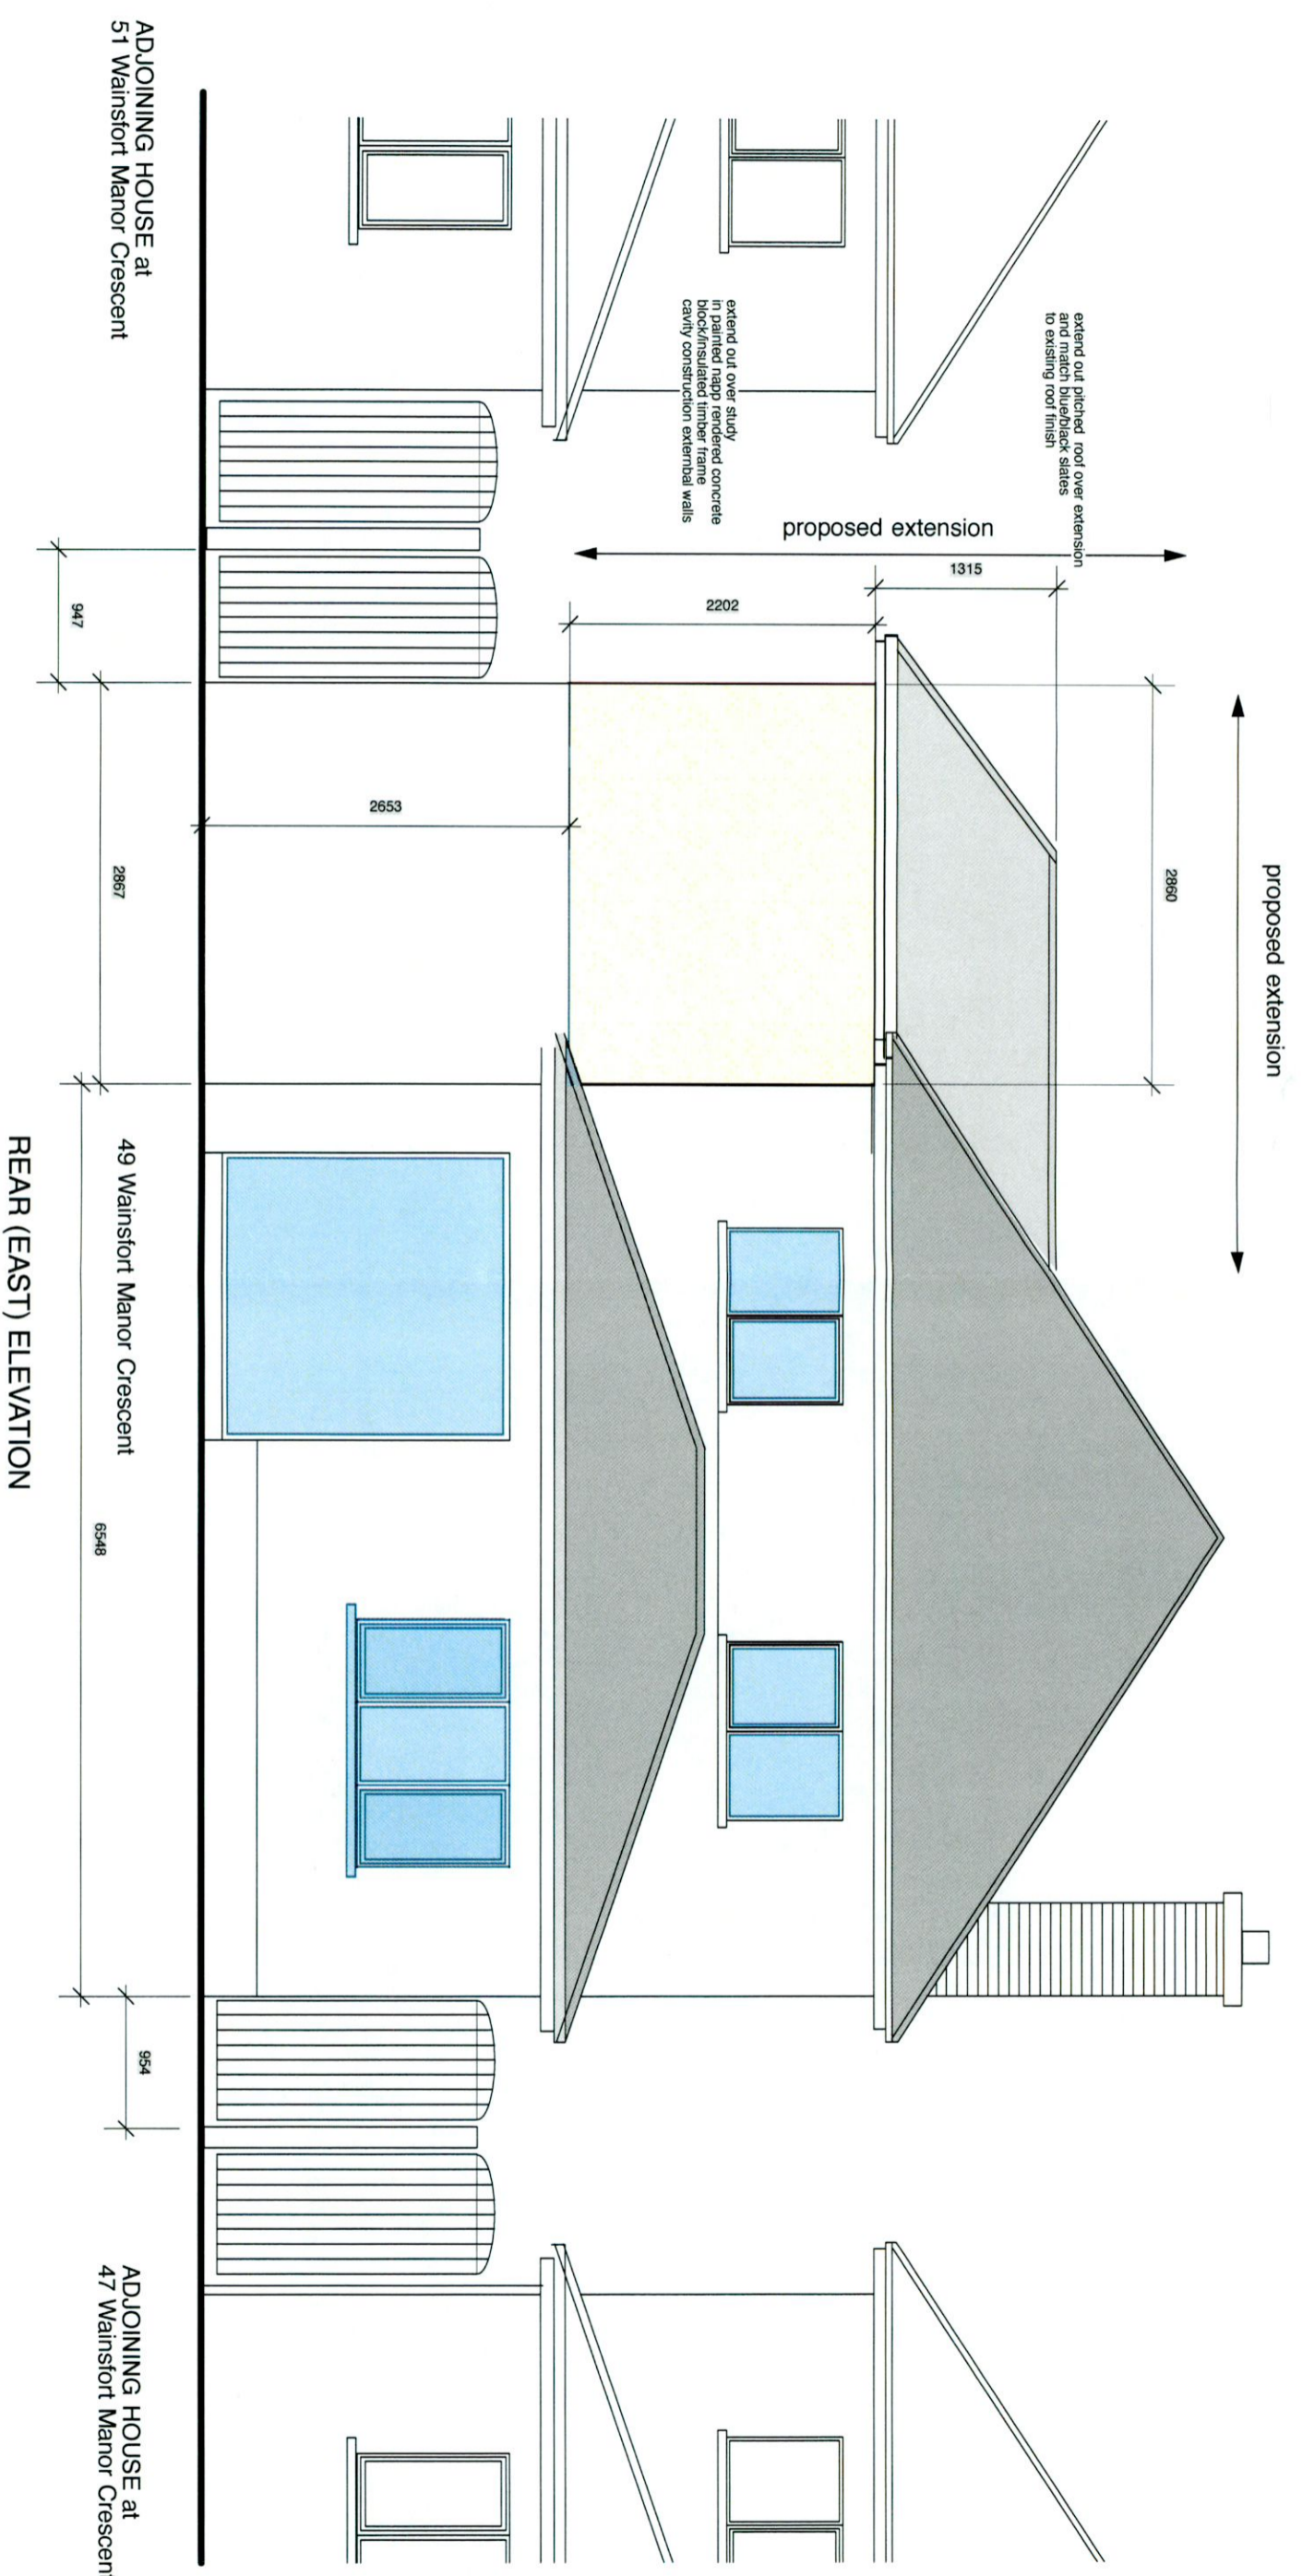 proposed extension
2860
extend out pitched roof over extension
and match blue/black slates
to existing roof finish
proposed extension
1315
2202
extend out over study
in painted napp rendered concrete
block/insulated timber frame
cavity construction externbal walls
2653
947
2867
6548
954
ADJOINING HOUSE at
51 Wainsfort Manor Crescent
49 Wainsfort Manor Crescent
ADJOINING HOUSE at
47 Wainsfort Manor Crescent
REAR (EAST) ELEVATION